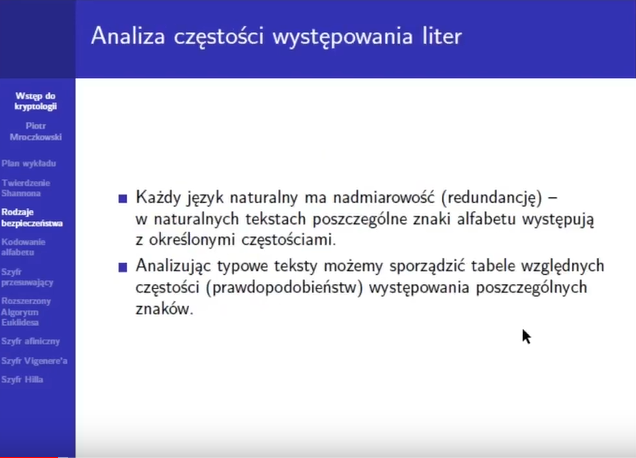 Analiza częstości występowania liter
Wstęp do
kryptologii
Piotr
Mroczkowski
Plan wykładu
Twierdzenie
Shannona
Rodzaje
bezpieczeństwa
Kodowanie
alfabetu
Szyfr
przesuwający
Rozszerzony
Algorytm
Euklidesa
Szyfr afiniczny
Szyfr Vigenere'a
Szyfr Hilla
Każdy język naturalny ma nadmiarowość (redundancję) –
w naturalnych tekstach poszczególne znaki alfabetu występują
z określonymi częstościami.
Analizując typowe teksty możemy sporządzić tabele względnych
częstości (prawdopodobieństw) występowania poszczególnych
znaków.